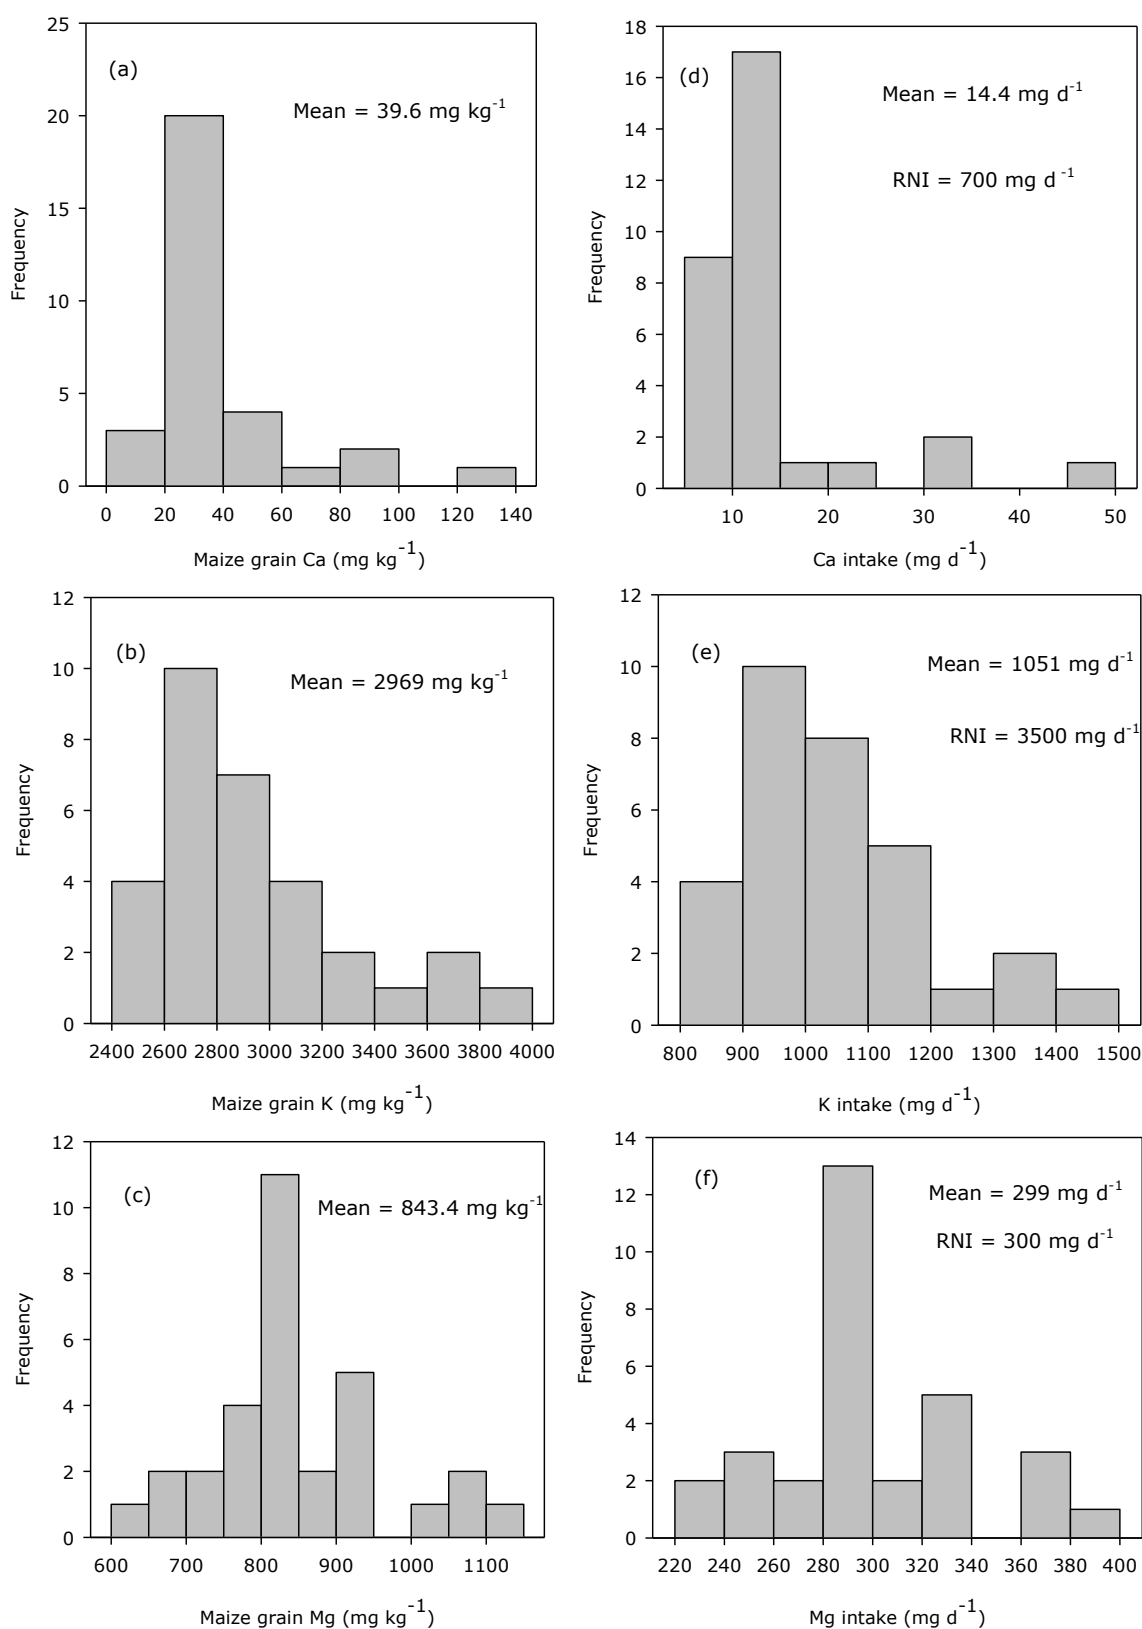 (a)
Mean = 39.6 mg kg-1
Frequency
25
20
15
10
5
0
0 20 40 60 80 100 120 140
Maize grain Ca (mg kg-1)
(d)
Mean = 14.4 mg d-1
RNI = 700 mg d-1
Frequency
18
16
14
12
10
8
6
4
2
0
10 20 30 40 50
Ca intake (mg d-1)
(b)
Mean = 2969 mg kg-1
Frequency
12
10
8
6
4
2
0
2400 2600 2800 3000 3200 3400 3600 3800 4000
Maize grain K (mg kg-1)
(e)
Mean = 1051 mg d-1
RNI = 3500 mg d-1
Frequency
12
10
8
6
4
2
0
800 900 1000 1100 1200 1300 1400 1500
K intake (mg d-1)
(c)
Mean = 843.4 mg kg-1
Frequency
12
10
8
6
4
2
0
600 700 800 900 1000 1100
Maize grain Mg (mg kg-1)
(f)
Mean = 299 mg d-1
RNI = 300 mg d-1
Frequency
14
12
10
8
6
4
2
0
220 240 260 280 300 320 340 360 380 400
Mg intake (mg d-1)